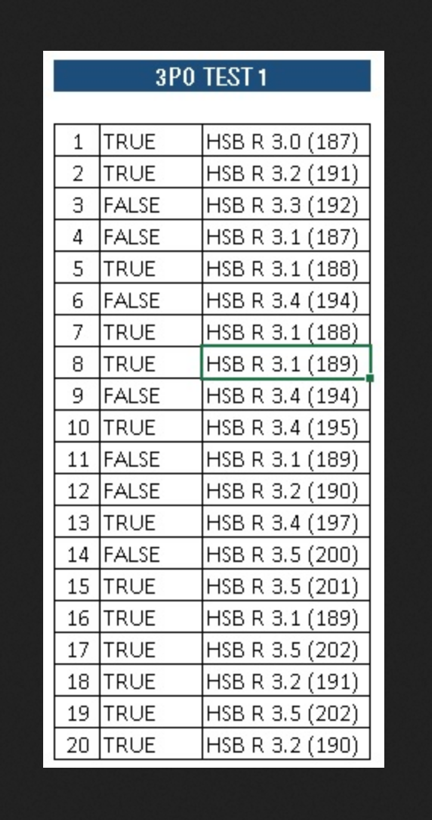 3P0 TEST 1
1 TRUE HSB R 3.0 (187)
2 TRUE HSB R 3.2 (191)
3 FALSE HSB R 3.3 (192)
4 FALSE HSB R 3.1 (187)
5 TRUE HSB R 3.1 (188)
6 FALSE HSB R 3.4 (194)
7 TRUE HSB R 3.1 (188)
8 TRUE HSB R 3.1 (189)
9 FALSE HSB R 3.4 (194)
10 TRUE HSB R 3.4 (195)
11 FALSE HSB R 3.1 (189)
12 FALSE HSB R 3.2 (190)
13 TRUE HSB R 3.4 (197)
14 FALSE HSB R 3.5 (200)
15 TRUE HSB R 3.5 (201)
16 TRUE HSB R 3.1 (189)
17 TRUE HSB R 3.5 (202)
18 TRUE HSB R 3.2 (191)
19 TRUE HSB R 3.5 (202)
20 TRUE HSB R 3.2 (190)